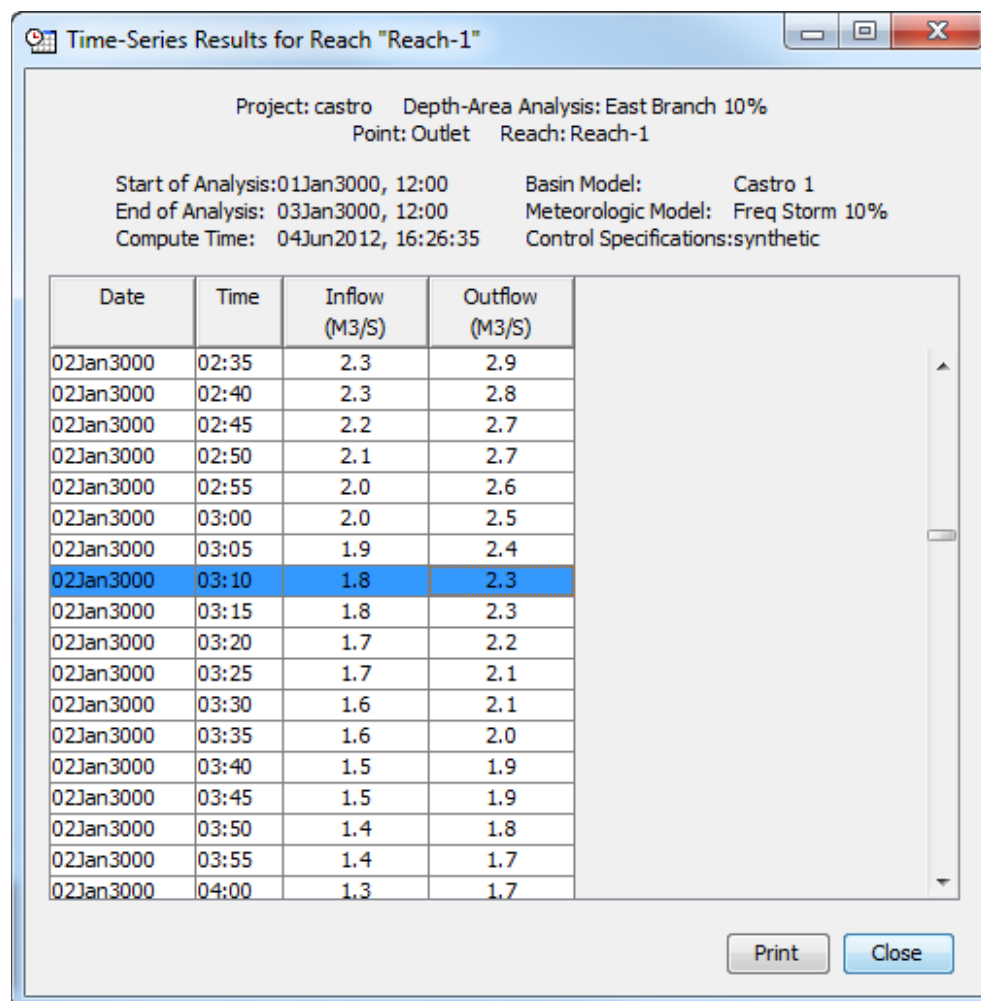 Time-Series Results for Reach "Reach-1"
Project: castro Depth-Area Analysis: East Branch 10%
Point: Outlet Reach: Reach-1
Start of Analysis:01Jan3000, 12:00 Basin Model: Castro 1
End of Analysis: 03Jan3000, 12:00 Meteorologic Model: Freq Storm 10%
Compute Time: 04Jun2012, 16:26:35 Control Specifications:synthetic
Date Time Inflow Outflow
(M3/S) (M3/S)
02Jan3000 02:35 2.3 2.9
02Jan3000 02:40 2.3 2.8
02Jan3000 02:45 2.2 2.7
02Jan3000 02:50 2.1 2.7
02Jan3000 02:55 2.0 2.6
02Jan3000 03:00 2.0 2.5
02Jan3000 03:05 1.9 2.4
02Jan3000 03:10 1.8 2.3
02Jan3000 03:15 1.8 2.3
02Jan3000 03:20 1.7 2.2
02Jan3000 03:25 1.7 2.1
02Jan3000 03:30 1.6 2.1
02Jan3000 03:35 1.6 2.0
02Jan3000 03:40 1.5 1.9
02Jan3000 03:45 1.5 1.9
02Jan3000 03:50 1.4 1.8
02Jan3000 03:55 1.4 1.7
02Jan3000 04:00 1.3 1.7
Print Close